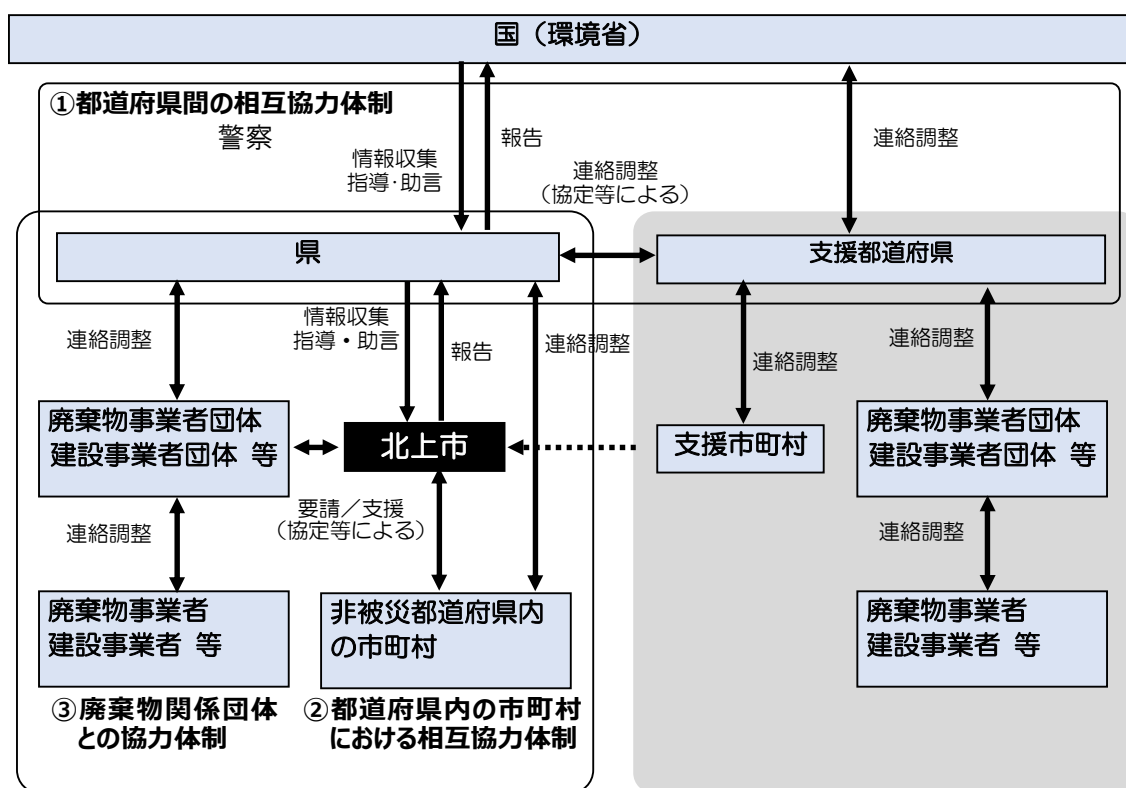 国（環境省）
①都道府県間の相互協力体制
警察
情報収集
指導･助言
報告
連絡調整
（協定等による）
連絡調整
県
支援都道府県
連絡調整
情報収集
指導・助言
報告
連絡調整
連絡調整
連絡調整
廃棄物事業者団体
建設事業者団体 等
北上市
支援市町村
廃棄物事業者団体
建設事業者団体 等
連絡調整
要請／支援
（協定等による）
連絡調整
廃棄物事業者
建設事業者 等
非被災都道府県内
の市町村
廃棄物事業者
建設事業者 等
③廃棄物関係団体
との協力体制
②都道府県内の市町村
における相互協力体制